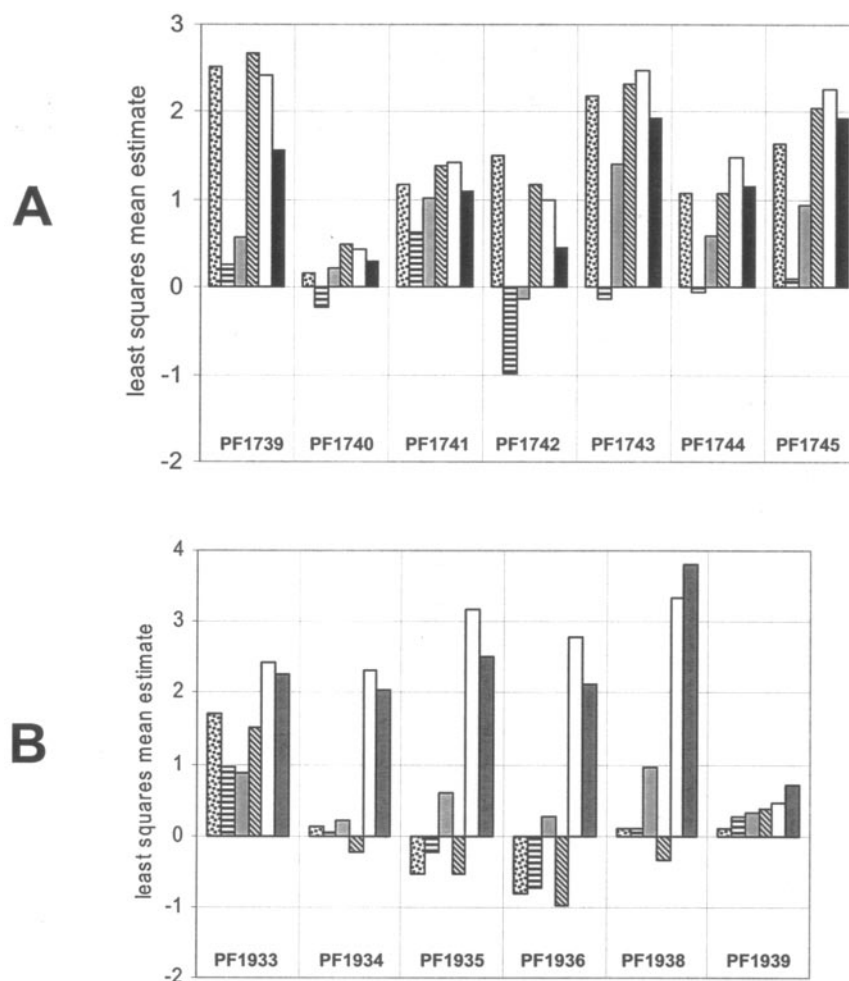 A
least squares mean estimate
3
2
1
0
-1
-2
PF1739 PF1740 PF1741 PF1742 PF1743 PF1744 PF1745
B
least squares mean estimate
4
3
2
1
0
-1
-2
PF1933 PF1934 PF1935 PF1936 PF1938 PF1939